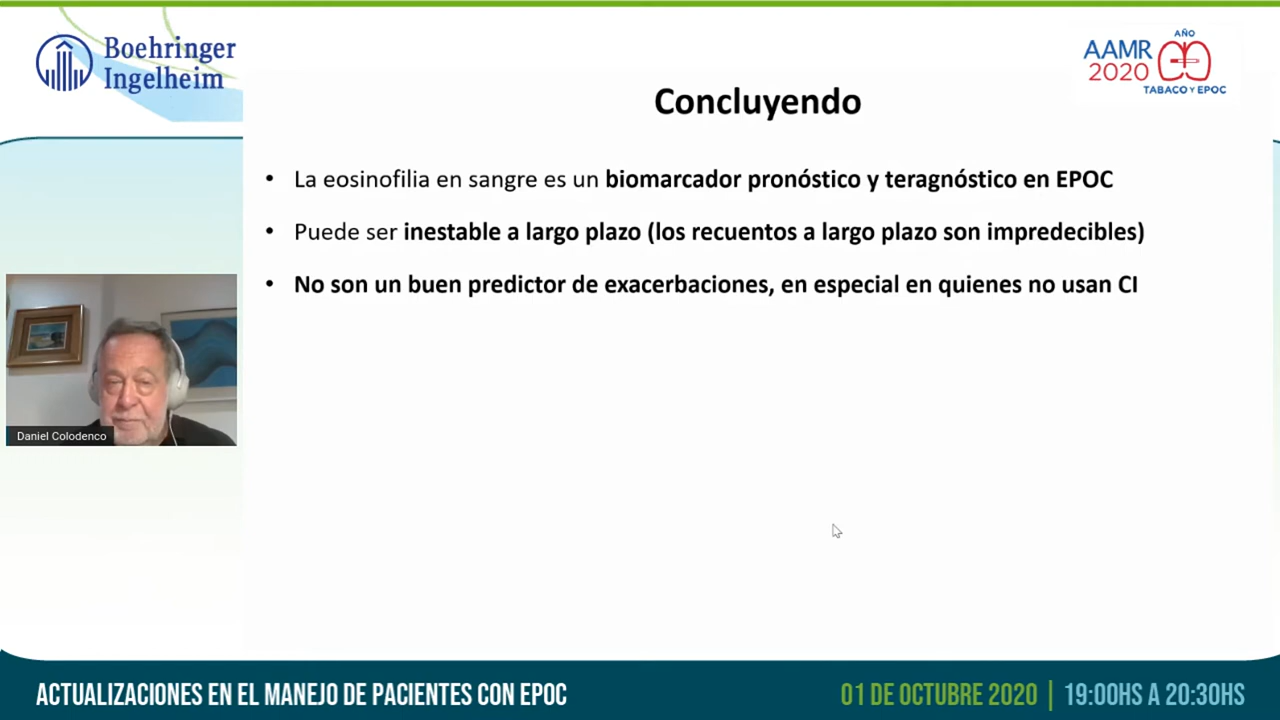 Boehringer
Ingelheim
AAMR
2020
AÑO
TABACO Y EPOC
Concluyendo
• La eosinofilia en sangre es un biomarcador pronóstico y teragnóstico en EPOC
• Puede ser inestable a largo plazo (los recuentos a largo plazo son impredecibles)
• No son un buen predictor de exacerbaciones, en especial en quienes no usan CI
Daniel Colodenco
ACTUALIZACIONES EN EL MANEJO DE PACIENTES CON EPOC
01 DE OCTUBRE 2020 | 19:00HS A 20:30HS